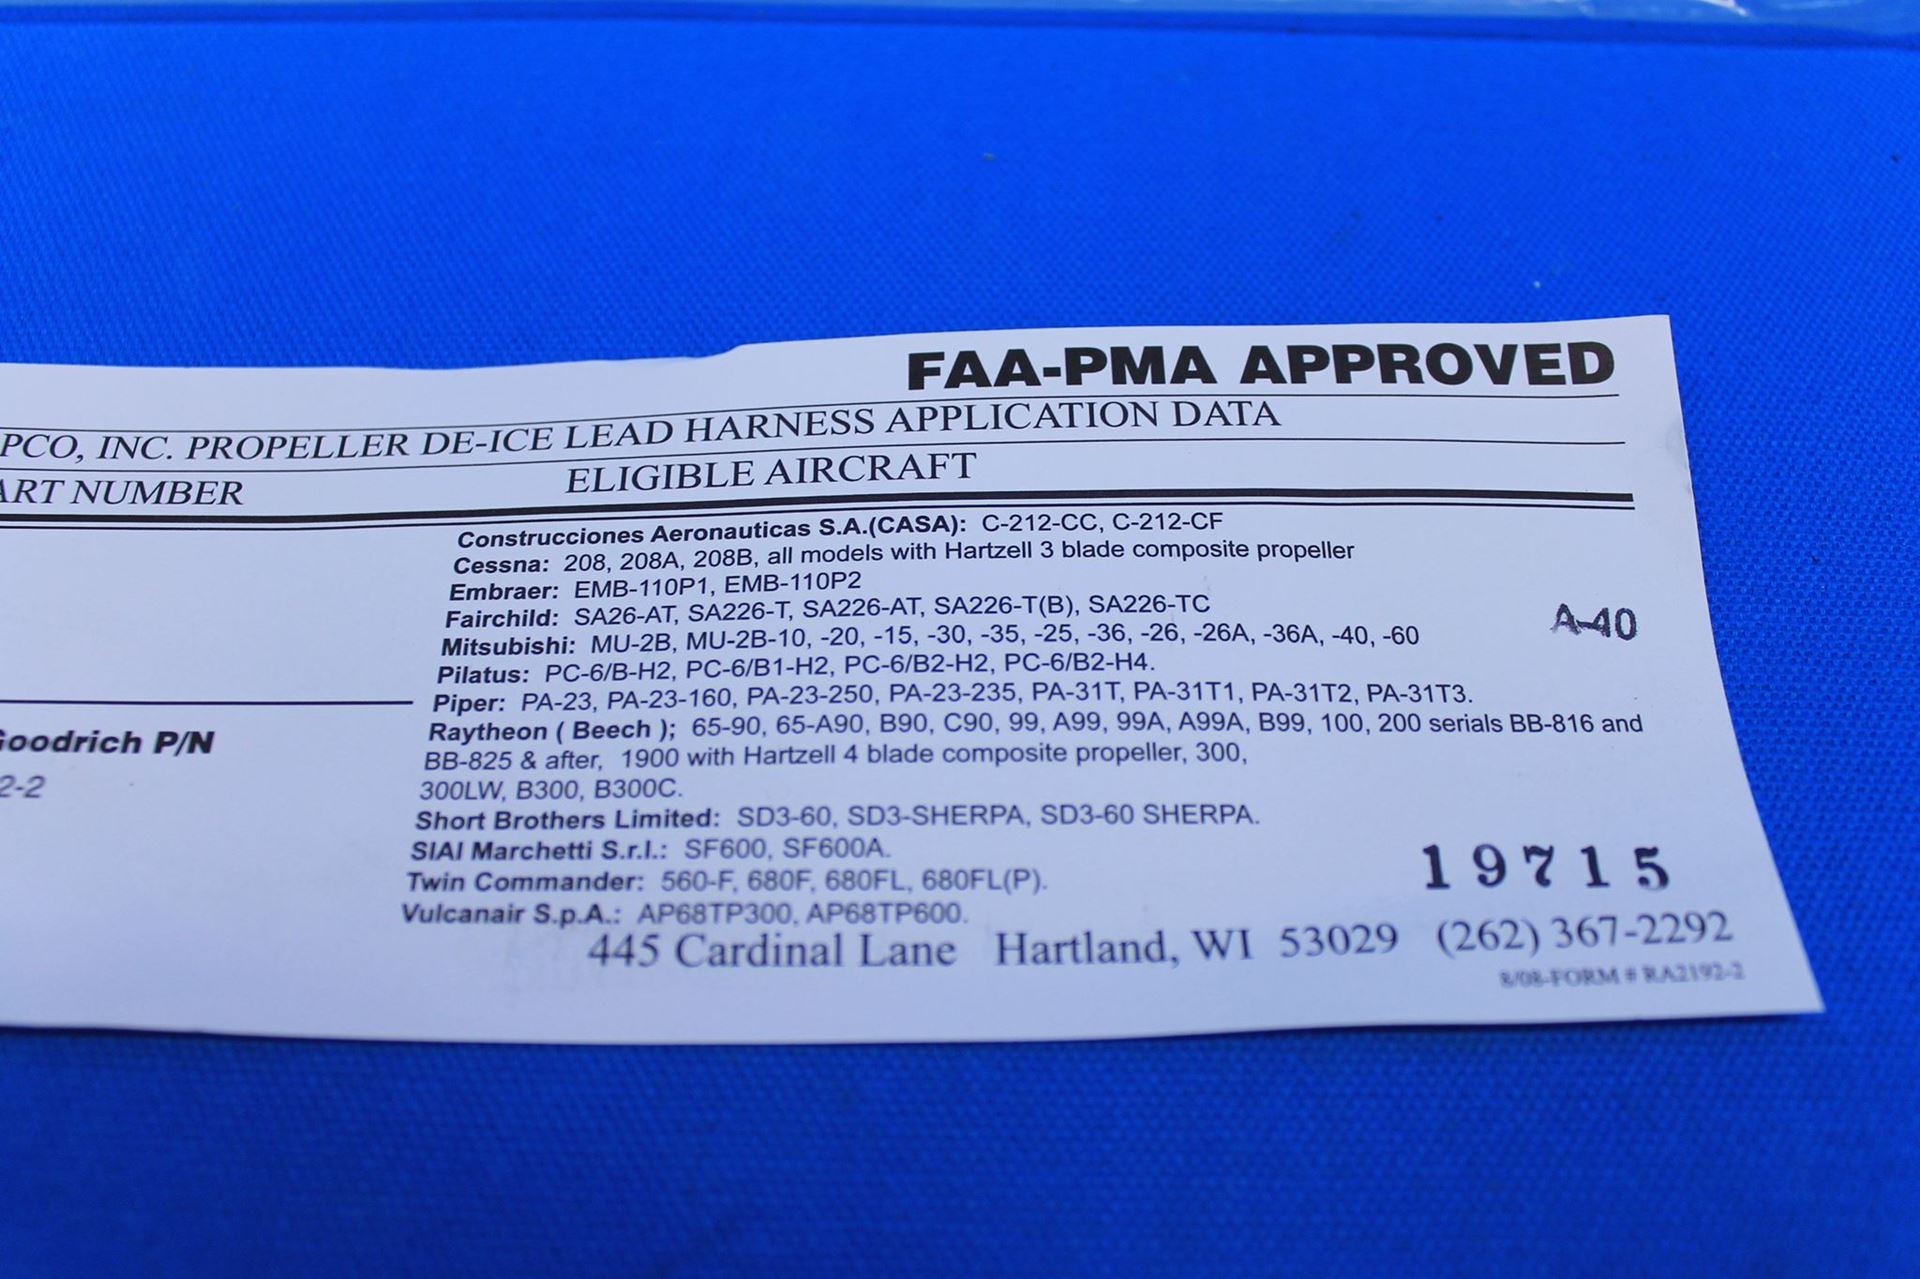 FAA-PMA APPROVED
PCO, INC. PROPELLER DE-ICE LEAD HARNESS APPLICATION DATA
ART NUMBER ELIGIBLE AIRCRAFT
Construcciones Aeronauticas S.A.(CASA): C-212-CC, C-212-CF
Cessna: 208, 208A, 208B, all models with Hartzell 3 blade composite propeller
Embraer: EMB-110P1, EMB-110P2
Fairchild: SA26-AT, SA226-T, SA226-AT, SA226-T(B), SA226-TC
A-40
Mitsubishi: MU-2B, MU-2B-10, -20, -15, -30, -35, -25, -36, -26, -26A, -36A, -40, -60
Pilatus: PC-6/B-H2, PC-6/B1-H2, PC-6/B2-H2, PC-6/B2-H4.
Piper: PA-23, PA-23-160, PA-23-250, PA-23-235, PA-31T, PA-31T1, PA-31T2, PA-31T3.
Goodrich P/N
2-2
Raytheon ( Beech ); 65-90, 65-A90, B90, C90, 99, A99, 99A, A99A, B99, 100, 200 serials BB-816 and
BB-825 & after, 1900 with Hartzell 4 blade composite propeller, 300,
300LW, B300, B300C.
Short Brothers Limited: SD3-60, SD3-SHERPA, SD3-60 SHERPA.
SIAI Marchetti S.r.l.: SF600, SF600A.
Twin Commander: 560-F, 680F, 680FL, 680FL(P).
Vulcanair S.p.A.: AP68TP300, AP68TP600.
19715
445 Cardinal Lane Hartland, WI 53029 (262) 367-2292
8/08-FORM # RA2192-2